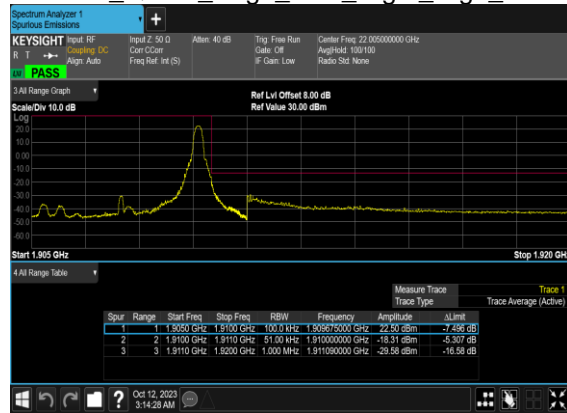 Spectrum Analyzer 1
Spurious Emissions
+
KEYSIGHT
R T
Input: RF
Coupling: DC
Align: Auto
Input Z: 50 Ω
Corr CCorr
Freq Ref: Int (S)
Atten: 40 dB
Trig: Free Run
Gate: Off
IF Gain: Low
Center Freq: 22.005000000 GHz
Avg|Hold: 100/100
Radio Std: None
PASS
3 All Range Graph
Ref Lvl Offset 8.00 dB
Scale/Div 10.0 dB
Ref Value 30.00 dBm
Log
20.0
10.0
0.00
-10.0
-20.0
-30.0
-40.0
-50.0
-60.0
Start 1.905 GHz
Stop 1.920 GH
4 All Range Table
Measure Trace Trace 1
Trace Type Trace Average (Active)
Spur Range Start Freq Stop Freq RBW Frequency Amplitude ΔLimit
1 1 1.9050 GHz 1.9100 GHz 100.0 kHz 1.909675000 GHz 22.50 dBm -7.496 dB
2 2 1.9100 GHz 1.9110 GHz 51.00 kHz 1.910000000 GHz -18.31 dBm -5.307 dB
3 3 1.9110 GHz 1.9200 GHz 1.000 MHz 1.911090000 GHz -29.58 dBm -16.58 dB
?
Oct 12, 2023
3:14:28 AM